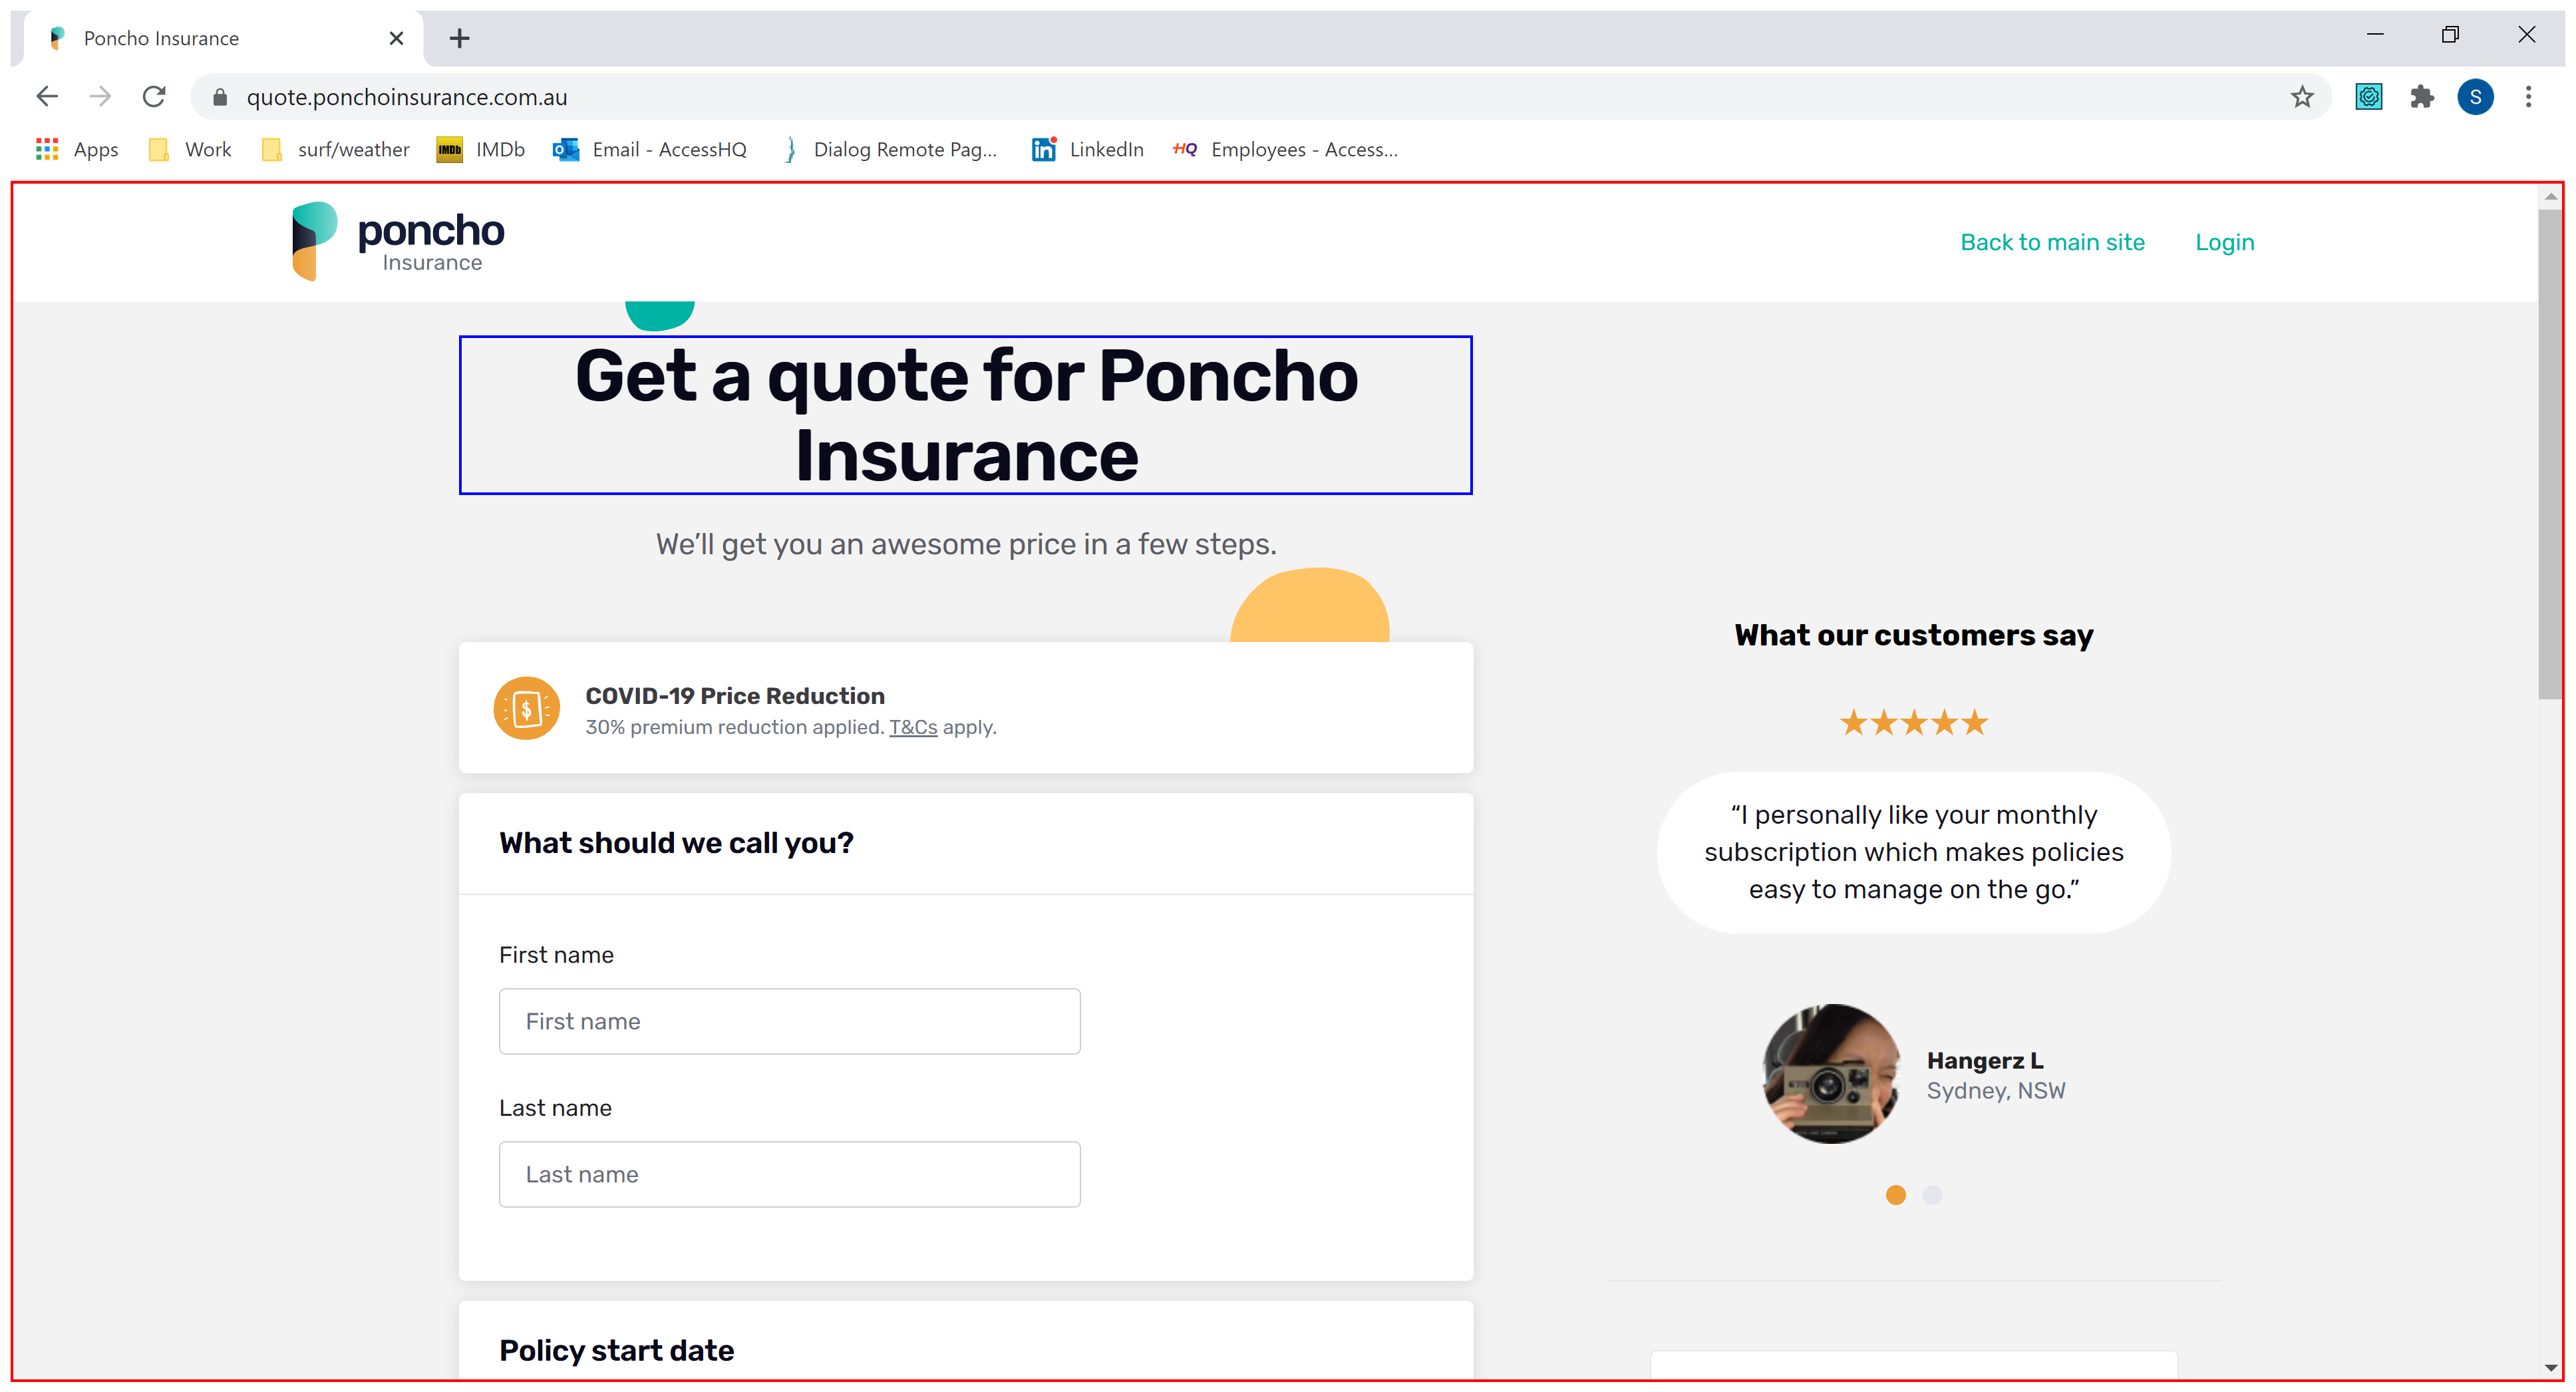 Poncho Insurance
quote.ponchoinsurance.com.au
S
Apps
Work
surf/weather
IMDb
IMDb
Email - AccessHQ
Dialog Remote Pag...
in
LinkedIn
HQ
Employees - Access...
poncho
Insurance
Back to main site
Login
Get a quote for Poncho
Insurance
We’ll get you an awesome price in a few steps.
$
COVID-19 Price Reduction
30% premium reduction applied. T&Cs apply.
What should we call you?
First name
First name
Last name
Last name
Policy start date
What our customers say
“I personally like your monthly
subscription which makes policies
easy to manage on the go.”
Hangerz L
Sydney, NSW